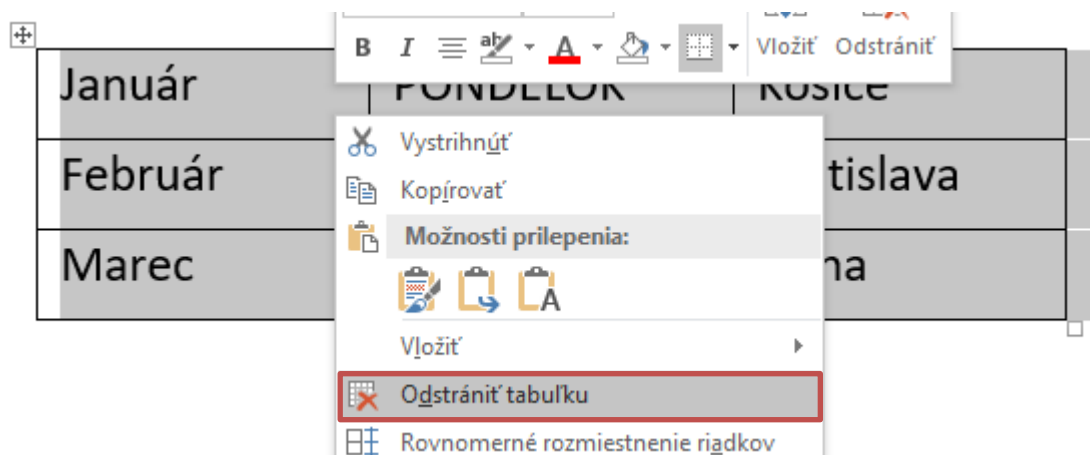 B I ab A Vložiť Odstrániť
Január PONDELOK Košice
Vystrihnúť
Február tislava
Kopírovať
Možnosti prilepenia:
Marec na
A
Vložiť
Odstrániť tabuľku
Rovnomerné rozmiestnenie riadkov